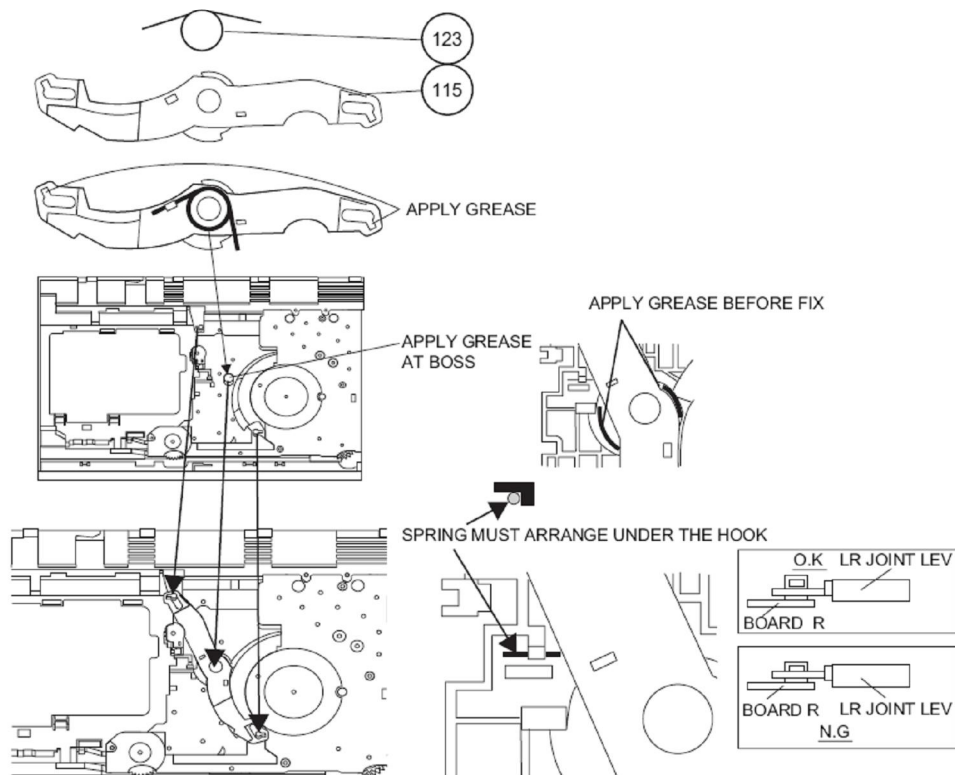 123
115
APPLY GREASE
APPLY GREASE
AT BOSS
APPLY GREASE BEFORE FIX
SPRING MUST ARRANGE UNDER THE HOOK
O.K LR JOINT LEV
BOARD R
BOARD R LR JOINT LEV
N.G